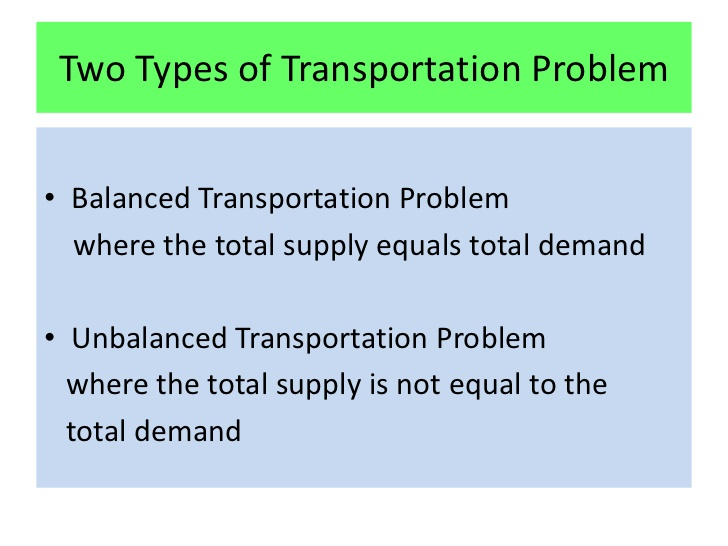 Two Types of Transportation Problem
• Balanced Transportation Problem
where the total supply equals total demand
• Unbalanced Transportation Problem
where the total supply is not equal to the
total demand